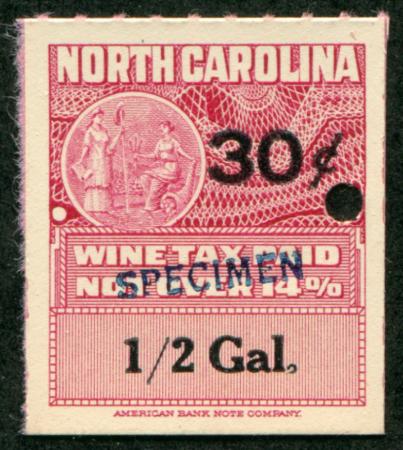 NORTH CAROLINA
30¢
WINE TAX PAID
SPECIMEN
NOT OVER 14%
1/2 Gal.
AMERICAN BANK NOTE COMPANY.